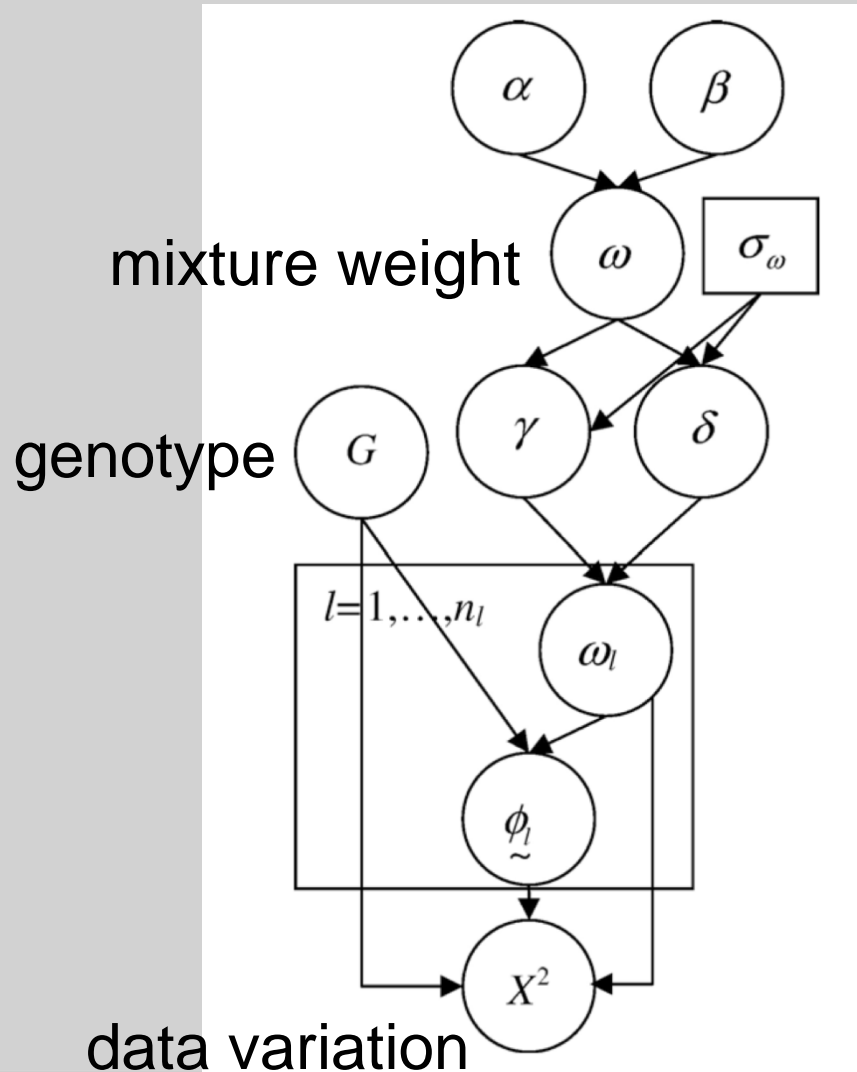 α β
mixture weight ω σ_ω
γ δ
genotype G
l=1,...,n_l
ω_l
ϕ_l
~
X²
data variation